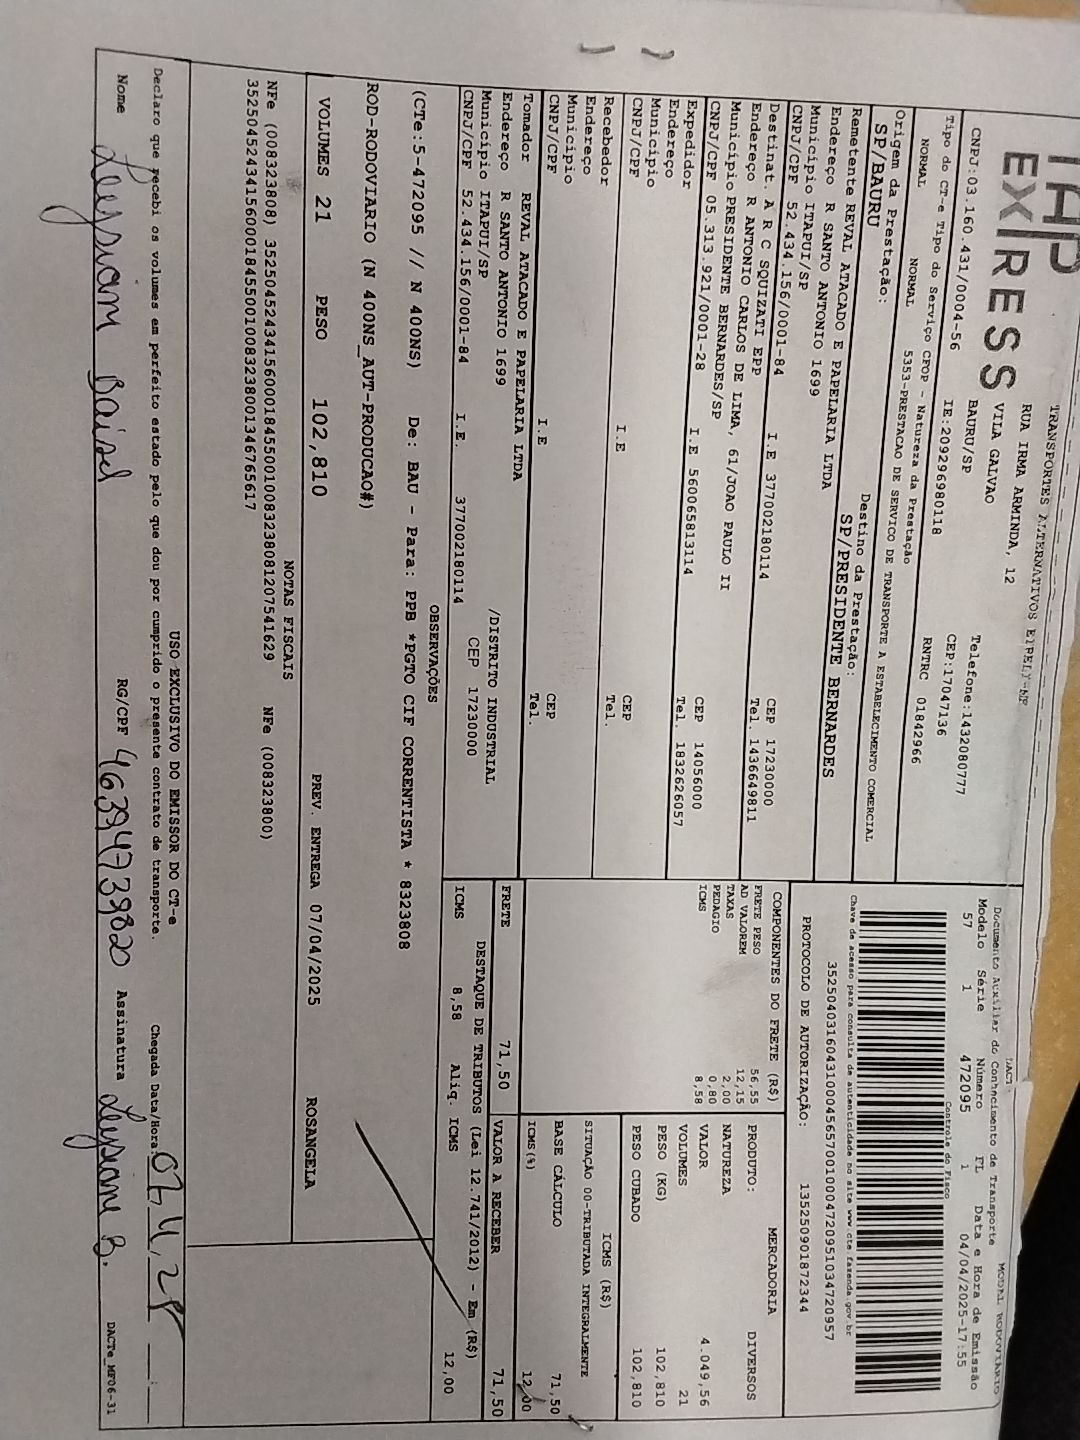 TAP
EXPRESS
TRANSPORTES ALTERNATIVOS
RUA IRMA ARMINDA, 12
VILA GALVAO
BAURU/SP
Telefone:1432080777
CNPJ:03.160.431/0004-56 IE:209296980118 CEP:17047136
Tipo do CT-e Tipo do Serviço CFOP - Natureza da Prestação RNTRC 01842966
NORMAL NORMAL 5353-PRESTACAO DE SERVICO DE TRANSPORTE A ESTABELECIMENTO COMERCIAL
Origem da Prestação: Destino da Prestação:
SP/BAURU SP/PRESIDENTE BERNARDES
Remetente REVAL ATACADO E PAPELARIA LTDA
Endereço R SANTO ANTONIO 1699
Município ITAPUI/SP CEP 17230000
CNPJ/CPF 52.434.156/0001-84 I.E 377002180114 Tel. 1436649811
Destinat. A R C SQUIZATI EPP
Endereço R ANTONIO CARLOS DE LIMA, 61/JOAO PAULO II
Município PRESIDENTE BERNARDES/SP CEP 14056000
CNPJ/CPF 05.313.921/0001-28 I.E 560065813114 Tel. 1832626057
Expedidor
Endereço
Município CEP
CNPJ/CPF I.E Tel.
Recebedor
Endereço
Município CEP
CNPJ/CPF I.E Tel.
Tomador REVAL ATACADO E PAPELARIA LTDA
Endereço R SANTO ANTONIO 1699 /DISTRITO INDUSTRIAL
Município ITAPUI/SP CEP 17230000
CNPJ/CPF 52.434.156/0001-84 I.E. 377002180114
Documento Auxiliar do Conhecimento de Transporte
MODAL RODOVIARIO
Modelo Série Número FL Data e Hora de Emissão
57 1 472095 1 04/04/2025-17:55
Controle do Fisco
Chave de acesso para consulta de autenticidade no site www.cte.fazenda.gov.br
35250403160431000456570010004720951034720957
PROTOCOLO DE AUTORIZAÇÃO: 135250901872344
COMPONENTES DO FRETE (R$)
FRETE PESO 56,55
AD VALOREM 12,15
TAXAS 2,00
PEDAGIO 0,80
ICMS 8,58
MERCADORIA
PRODUTO: DIVERSOS
NATUREZA
VALOR 4.049,56
VOLUMES 21
PESO (KG) 102,810
PESO CUBADO 102,810
ICMS (R$)
SITUAÇÃO 00-TRIBUTADA INTEGRALMENTE
BASE CALCULO 71,50
ICMS(%) 12,00
FRETE 71,50 VALOR A RECEBER 71,50
DESTAQUE DE TRIBUTOS (Lei 12.741/2012) - Em (R$)
ICMS 8,58 Aliq. ICMS 12,00
OBSERVAÇÕES
(CTe:5-472095 // N 400NS) De: BAU - Para: PPB *PGTO CIF CORRENTISTA * 8323808
ROD-RODOVIARIO (N 400NS_AUT-PRODUCAO#)
VOLUMES 21 PESO 102,810 PREV. ENTREGA 07/04/2025 ROSANGELA
NOTAS FISCAIS
NFe (008323808) 35250452434156000184550010083238081207541629 NFe (008323800)
35250452434156000184550010083238001346765617
USO EXCLUSIVO DO EMISSOR DO CT-e
Declaro que recebi os volumes em perfeito estado pelo que dou por cumprido o presente contrato de transporte. Chegada Data/Hora
Nome RG/CPF 46394739820 Assinatura
DACTe_MP06-31